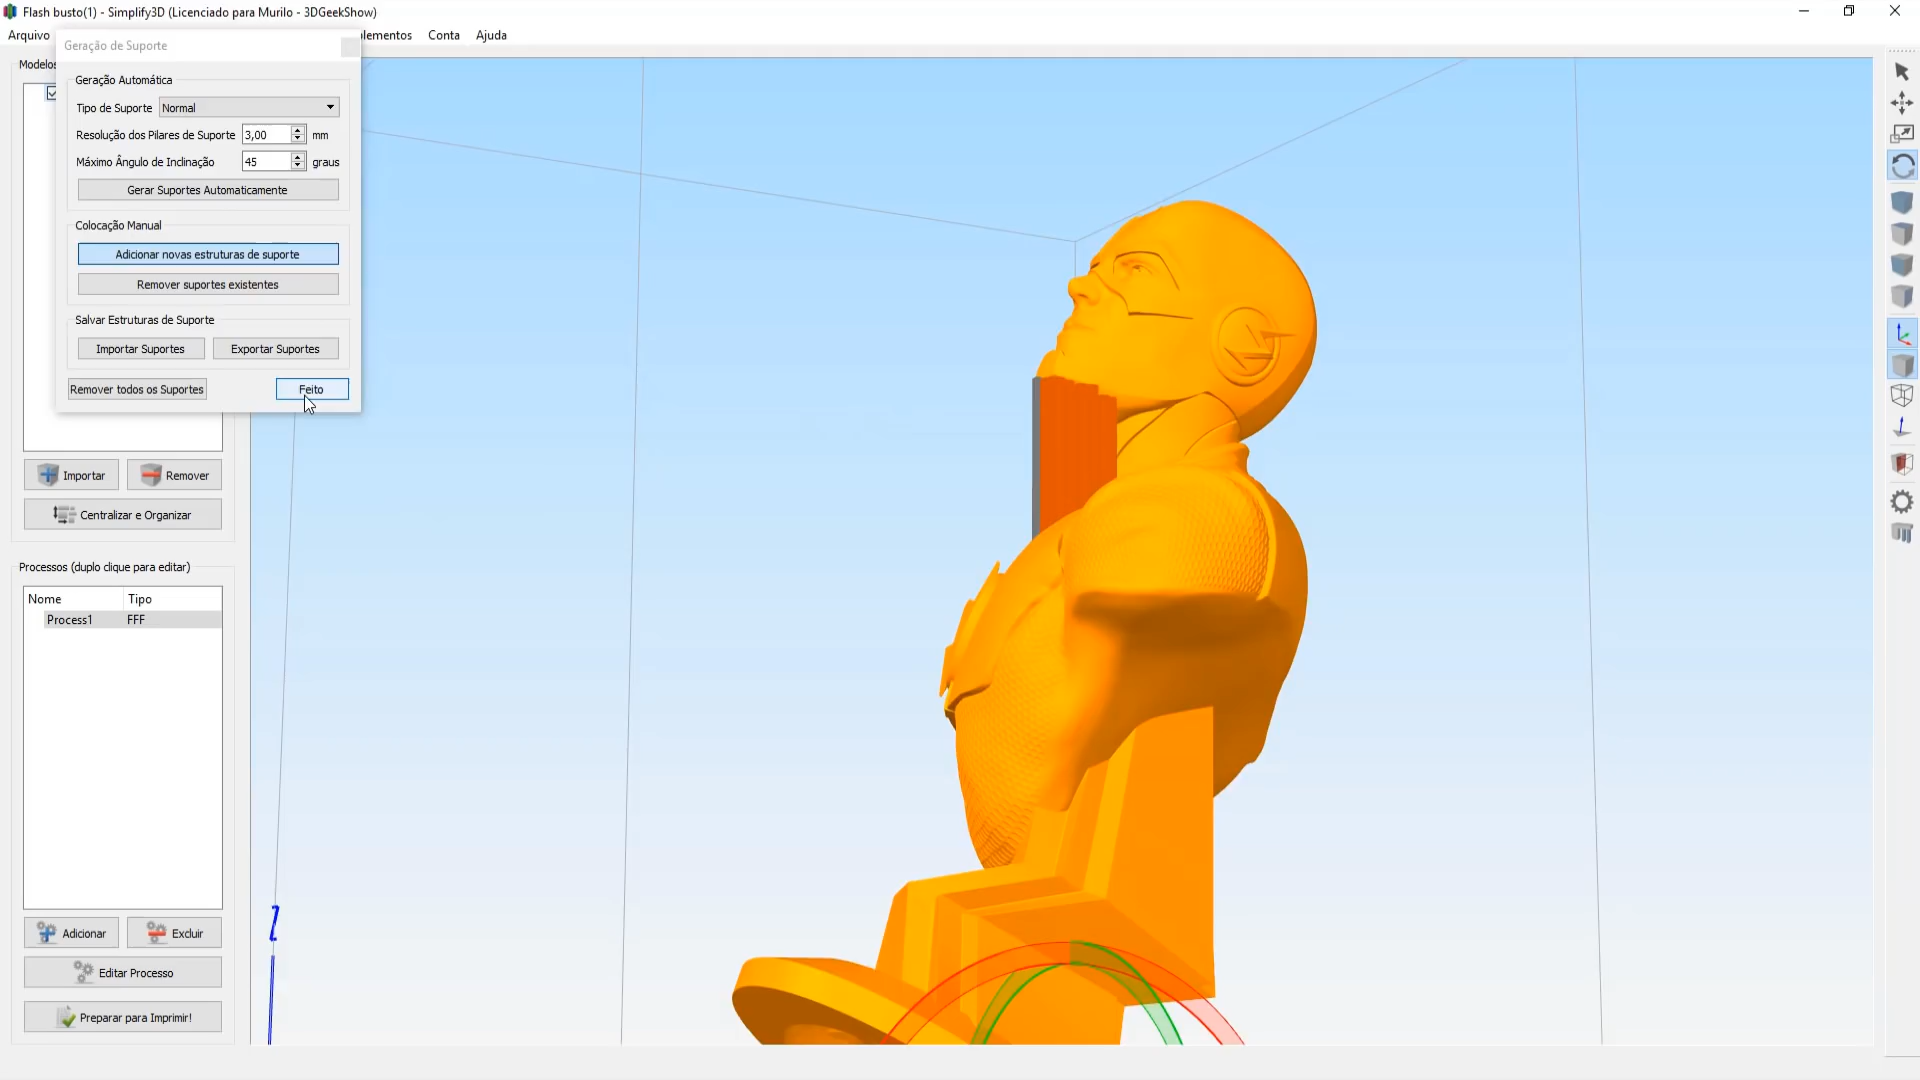 Flash busto(1) - Simplify3D (Licenciado para Murilo - 3DGeekShow)
Arquivo
Conta
Ajuda
Geração de Suporte
Geração Automática
Tipo de Suporte Normal
Resolução dos Pilares de Suporte 3,00 mm
Máximo Ângulo de Inclinação 45 graus
Gerar Suportes Automaticamente
Colocação Manual
Adicionar novas estruturas de suporte
Remover suportes existentes
Salvar Estruturas de Suporte
Importar Suportes
Exportar Suportes
Remover todos os Suportes
Feito
Importar
Remover
Centralizar e Organizar
Processos (duplo clique para editar)
Nome
Tipo
Process1
FFF
Adicionar
Excluir
Editar Processo
Preparar para Imprimir!
Z